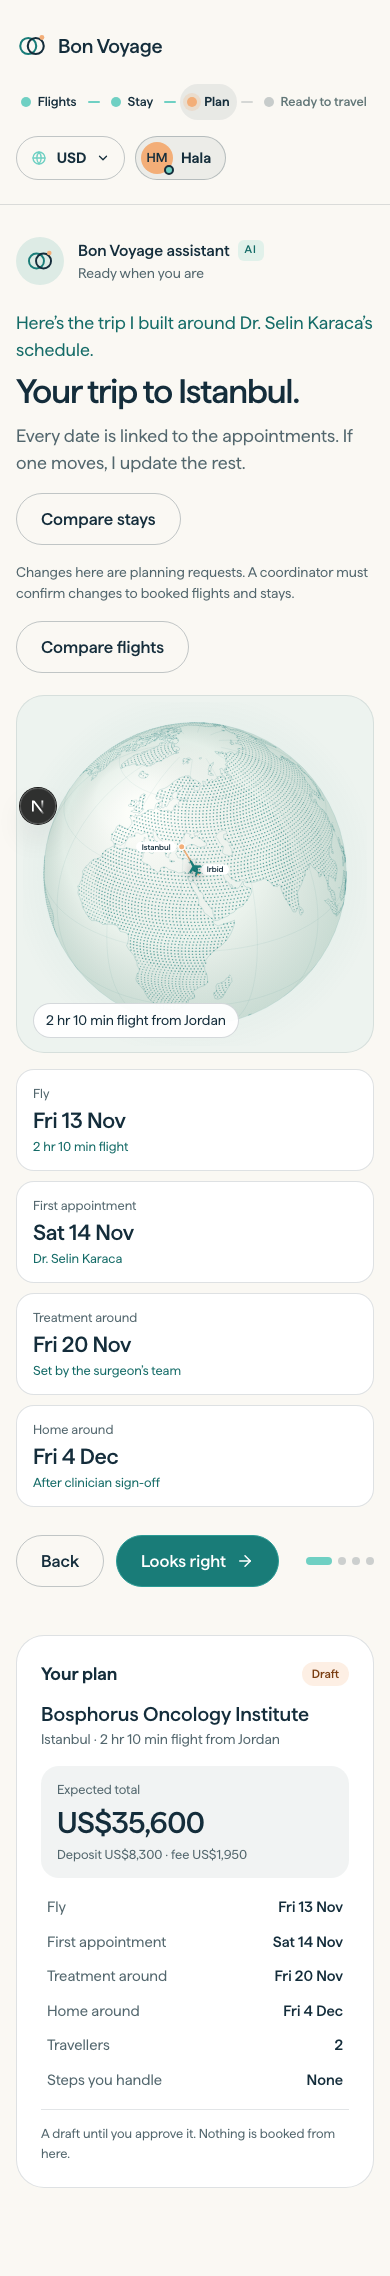 Bon Voyage
Flights
Stay
Plan
Ready to travel
USD
HM
Hala
Bon Voyage assistant
AI
Ready when you are
Here's the trip I built around Dr. Selin Karaca's
schedule.
Your trip to Istanbul.
Every date is linked to the appointments. If
one moves, I update the rest.
Compare stays
Changes here are planning requests. A coordinator must
confirm changes to booked flights and stays.
Compare flights
N
Istanbul
Irbid
2 hr 10 min flight from Jordan
Fly
Fri 13 Nov
2 hr 10 min flight
First appointment
Sat 14 Nov
Dr. Selin Karaca
Treatment around
Fri 20 Nov
Set by the surgeon's team
Home around
Fri 4 Dec
After clinician sign-off
Back
Looks right
Your plan
Draft
Bosphorus Oncology Institute
Istanbul · 2 hr 10 min flight from Jordan
Expected total
US$35,600
Deposit US$8,300 · fee US$1,950
Fly Fri 13 Nov
First appointment Sat 14 Nov
Treatment around Fri 20 Nov
Home around Fri 4 Dec
Travellers 2
Steps you handle None
A draft until you approve it. Nothing is booked from
here.